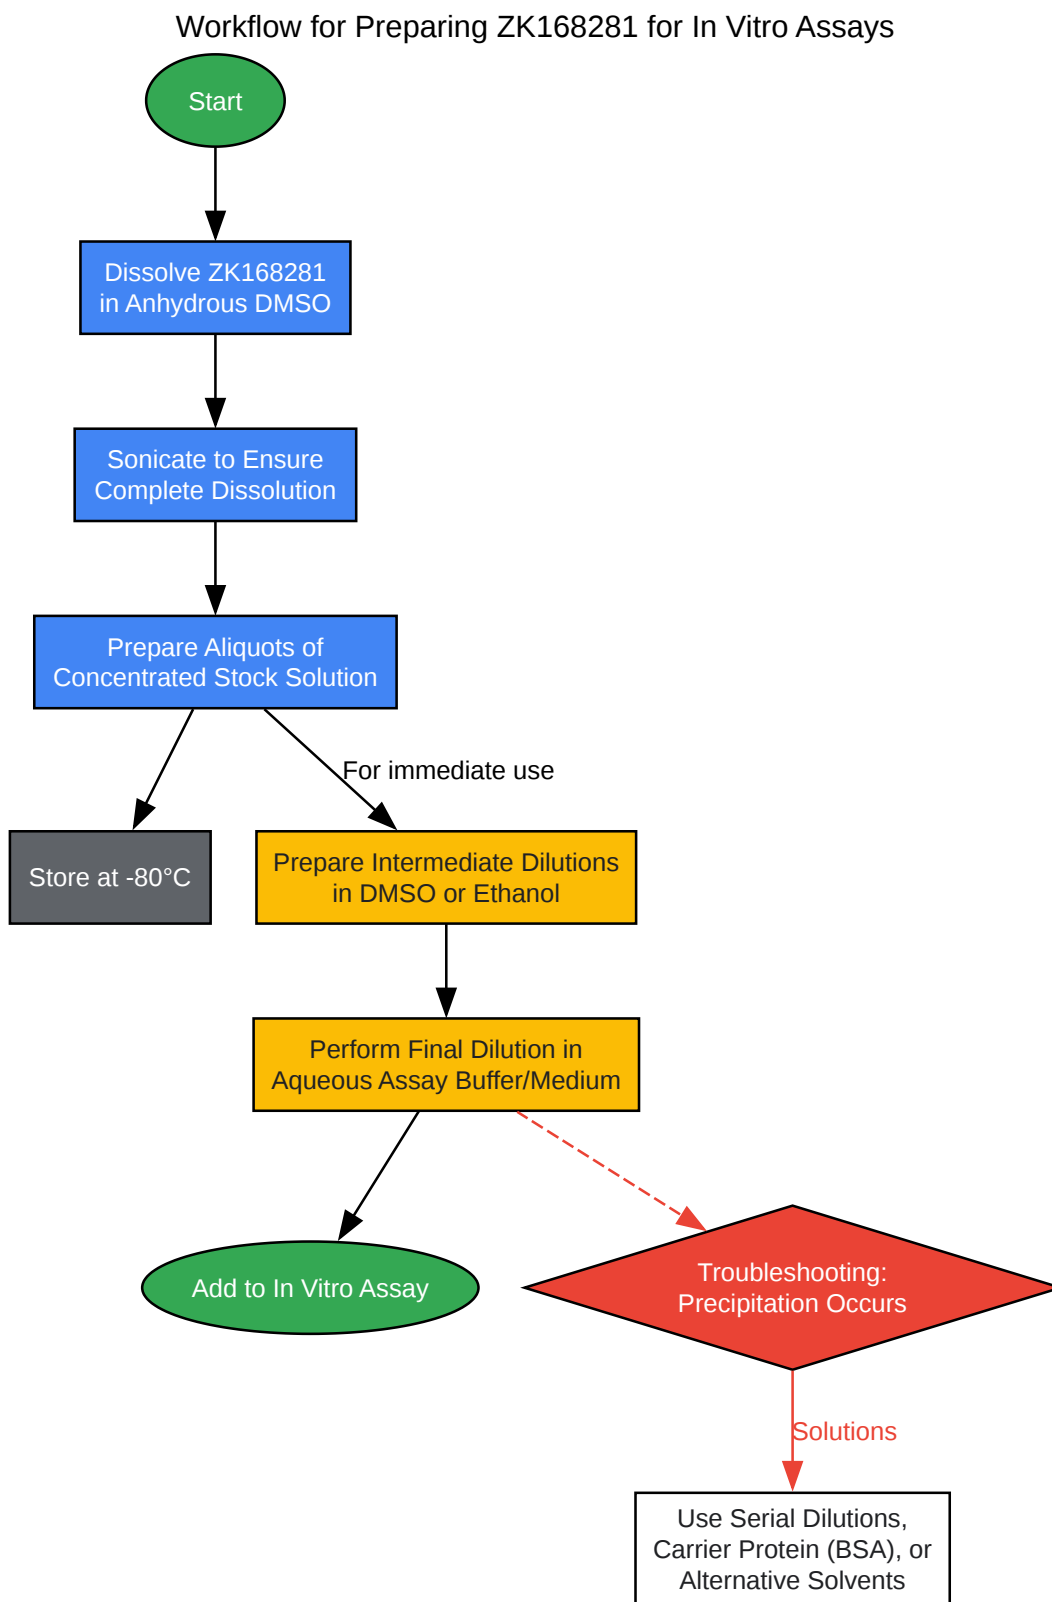 Workflow for Preparing ZK168281 for In Vitro Assays
Start
Dissolve ZK168281
in Anhydrous DMSO
Sonicate to Ensure
Complete Dissolution
Prepare Aliquots of
Concentrated Stock Solution
For immediate use
Store at -80°C
Prepare Intermediate Dilutions
in DMSO or Ethanol
Perform Final Dilution in
Aqueous Assay Buffer/Medium
Add to In Vitro Assay
Troubleshooting:
Precipitation Occurs
Solutions
Use Serial Dilutions,
Carrier Protein (BSA), or
Alternative Solvents